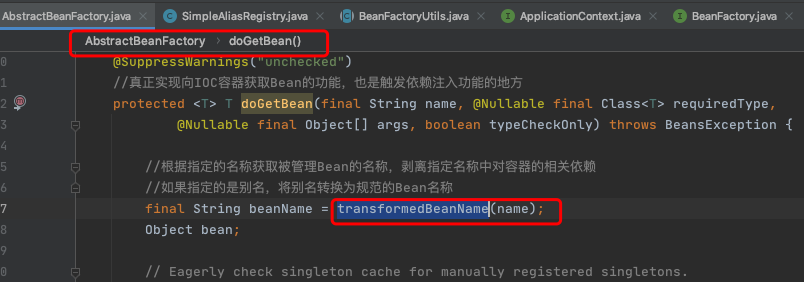 AbstractBeanFactory.java SimpleAliasRegistry.java BeanFactoryUtils.java ApplicationContext.java BeanFactory.java
AbstractBeanFactory › doGetBean()
0 @SuppressWarnings("unchecked")
1 //真正实现向IOC容器获取Bean的功能，也是触发依赖注入功能的地方
2 protected <T> T doGetBean(final String name, @Nullable final Class<T> requiredType,
3 @Nullable final Object[] args, boolean typeCheckOnly) throws BeansException {
4
5 //根据指定的名称获取被管理Bean的名称，剥离指定名称中对容器的相关依赖
6 //如果指定的是别名，将别名转换为规范的Bean名称
7 final String beanName = transformedBeanName(name);
8 Object bean;
9
0 // Eagerly check singleton cache for manually registered singletons.